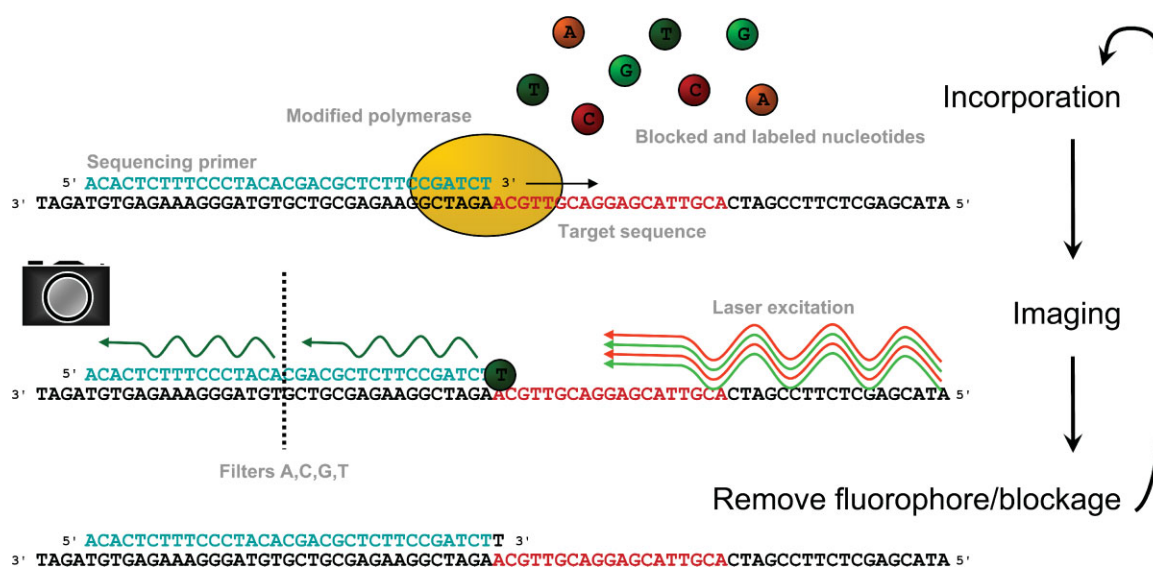 A T G
T G C A
C
Incorporation
Modified polymerase
Blocked and labeled nucleotides
Sequencing primer
5' ACACTCTTTCCCTACACGACGCTCTTCCGATCT 3'
3' TAGATGTGAGAAAGGGATGTGCTGCGAGAAGGCTAGAACGTTGCAGGAGCATTGCACTAGCCTTCTCGAGCATA 5'
Target sequence
Laser excitation
Imaging
5' ACACTCTTTCCCTACACGACGCTCTTCCGATCT T
3' TAGATGTGAGAAAGGGATGTGCTGCGAGAAGGCTAGAACGTTGCAGGAGCATTGCACTAGCCTTCTCGAGCATA 5'
Filters A,C,G,T
Remove fluorophore/blockage
5' ACACTCTTTCCCTACACGACGCTCTTCCGATCTT 3'
3' TAGATGTGAGAAAGGGATGTGCTGCGAGAAGGCTAGAACGTTGCAGGAGCATTGCACTAGCCTTCTCGAGCATA 5'